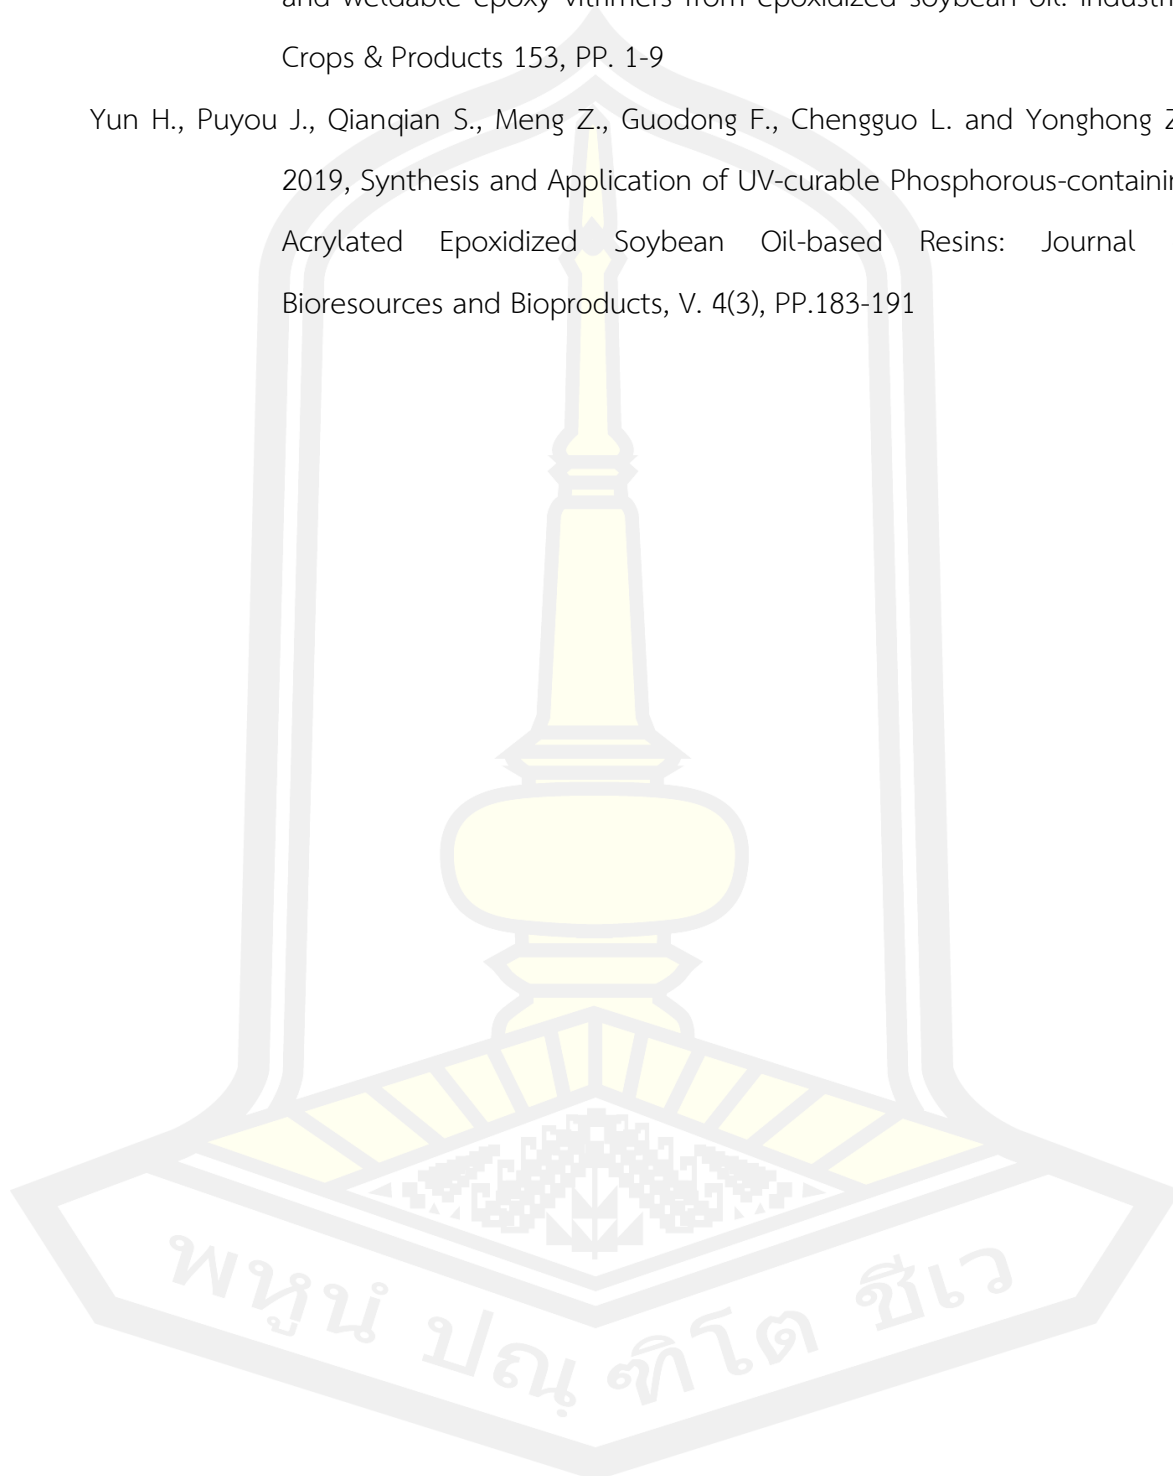 and weldable epoxy vitrimers from epoxidized soybean oil. Industri
Crops & Products 153, PP. 1-9
Yun H., Puyou J., Qianqian S., Meng Z., Guodong F., Chengguo L. and Yonghong Z
2019, Synthesis and Application of UV-curable Phosphorous-containin
Acrylated Epoxidized Soybean Oil-based Resins: Journal
Bioresources and Bioproducts, V. 4(3), PP.183-191
พหูนํ ปณฺฑิโต ชีเว